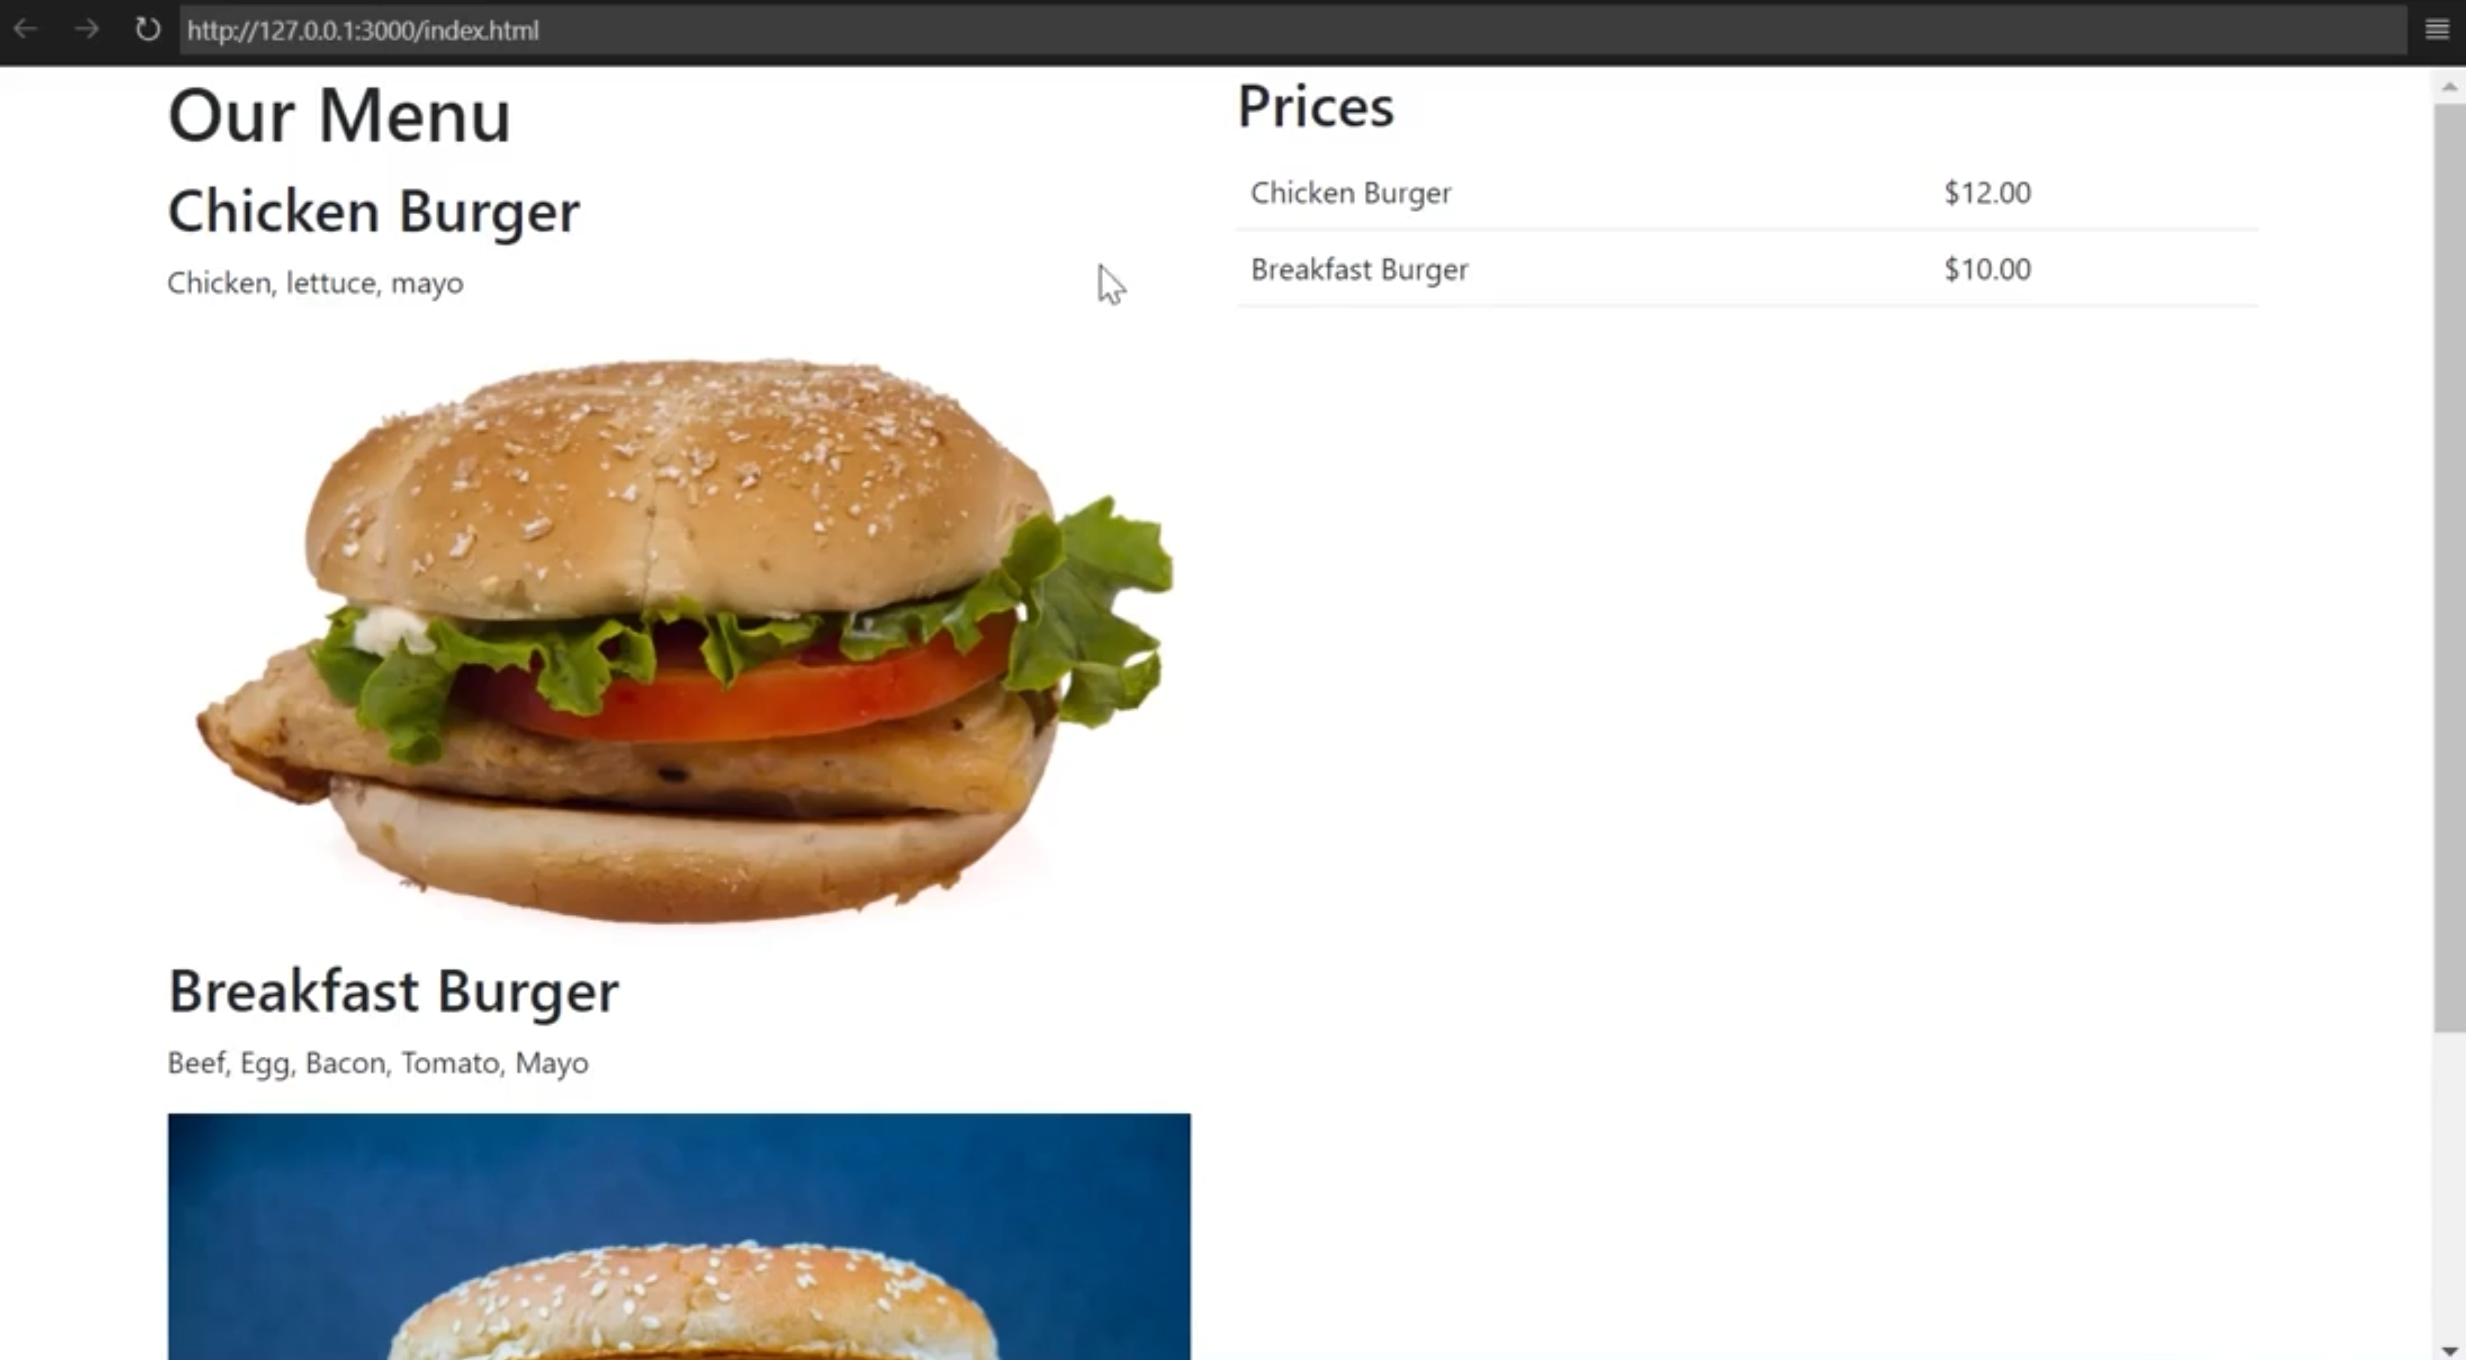 http://127.0.0.1:3000/index.html
Our Menu
Chicken Burger
Chicken, lettuce, mayo
Breakfast Burger
Beef, Egg, Bacon, Tomato, Mayo
Prices
Chicken Burger $12.00
Breakfast Burger $10.00